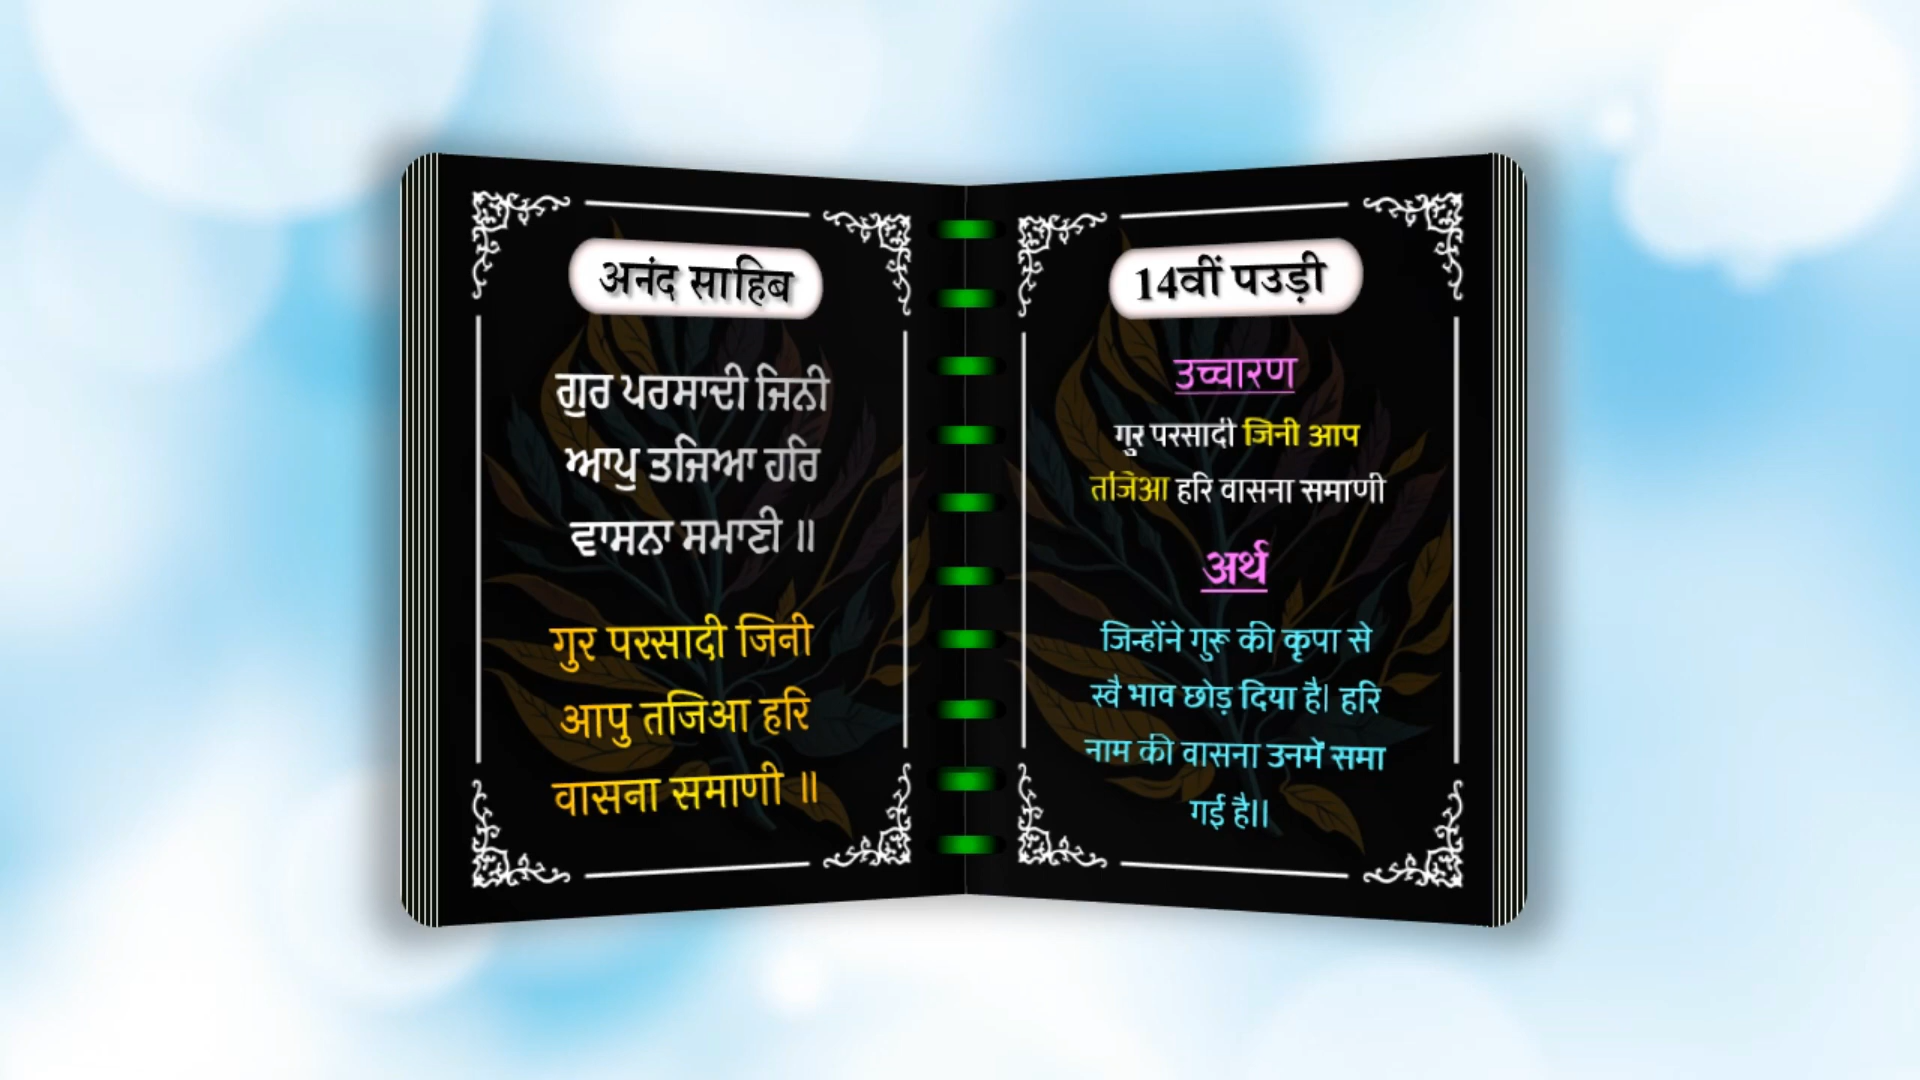 अनंद साहिब
ਗੁਰ ਪਰਸਾਦੀ ਜਿਨੀ
ਆਪੁ ਤਜਿਆ ਹਰਿ
ਵਾਸਨਾ ਸਮਾਣੀ ॥
गुर परसादी जिनी
आपु तजिआ हरि
वासना समाणी ॥
14वीं पउड़ी
उच्चारण
गुर परसादी जिनी आप
तजिआ हरि वासना समाणी
अर्थ
जिन्होंने गुरू की कृपा से
स्वै भाव छोड़ दिया है| हरि
नाम की वासना उनमें समा
गई है||